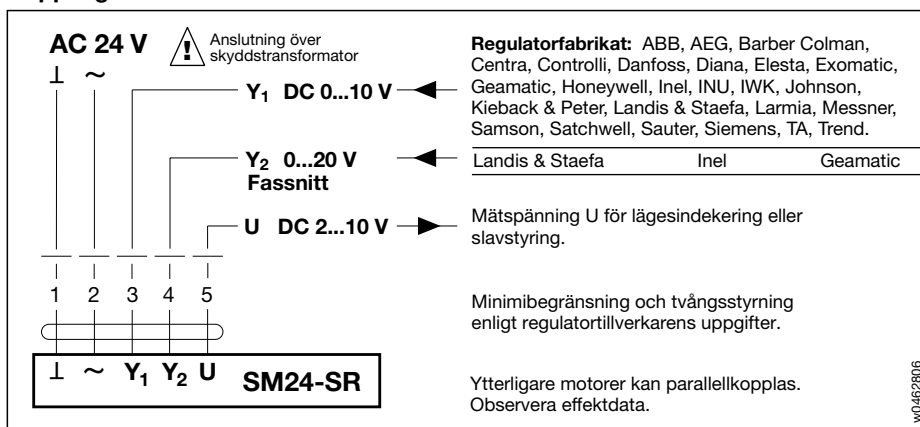 AC 24 V
Anslutning över
skyddstransformator
⊥ ~
Y₁ DC 0...10 V
Y₂ 0...20 V
Fassnitt
U DC 2...10 V
1 2 3 4 5
⊥ ~ Y₁ Y₂ U SM24-SR
Regulatorfabrikat: ABB, AEG, Barber Colman,
Centra, Controlli, Danfoss, Diana, Elesta, Exomatic,
Geamatic, Honeywell, Inel, INU, IWK, Johnson,
Kieback & Peter, Landis & Staefa, Larmia, Messner,
Samson, Satchwell, Sauter, Siemens, TA, Trend.
Landis & Staefa Inel Geamatic
Mätspänning U för lägesindekering eller
slavstyring.
Minimibegränsning och tvångsstyrning
enligt regulatortillverkarens uppgifter.
Ytterligare motorer kan parallellkopplas.
Observera effektdata.
w0462806